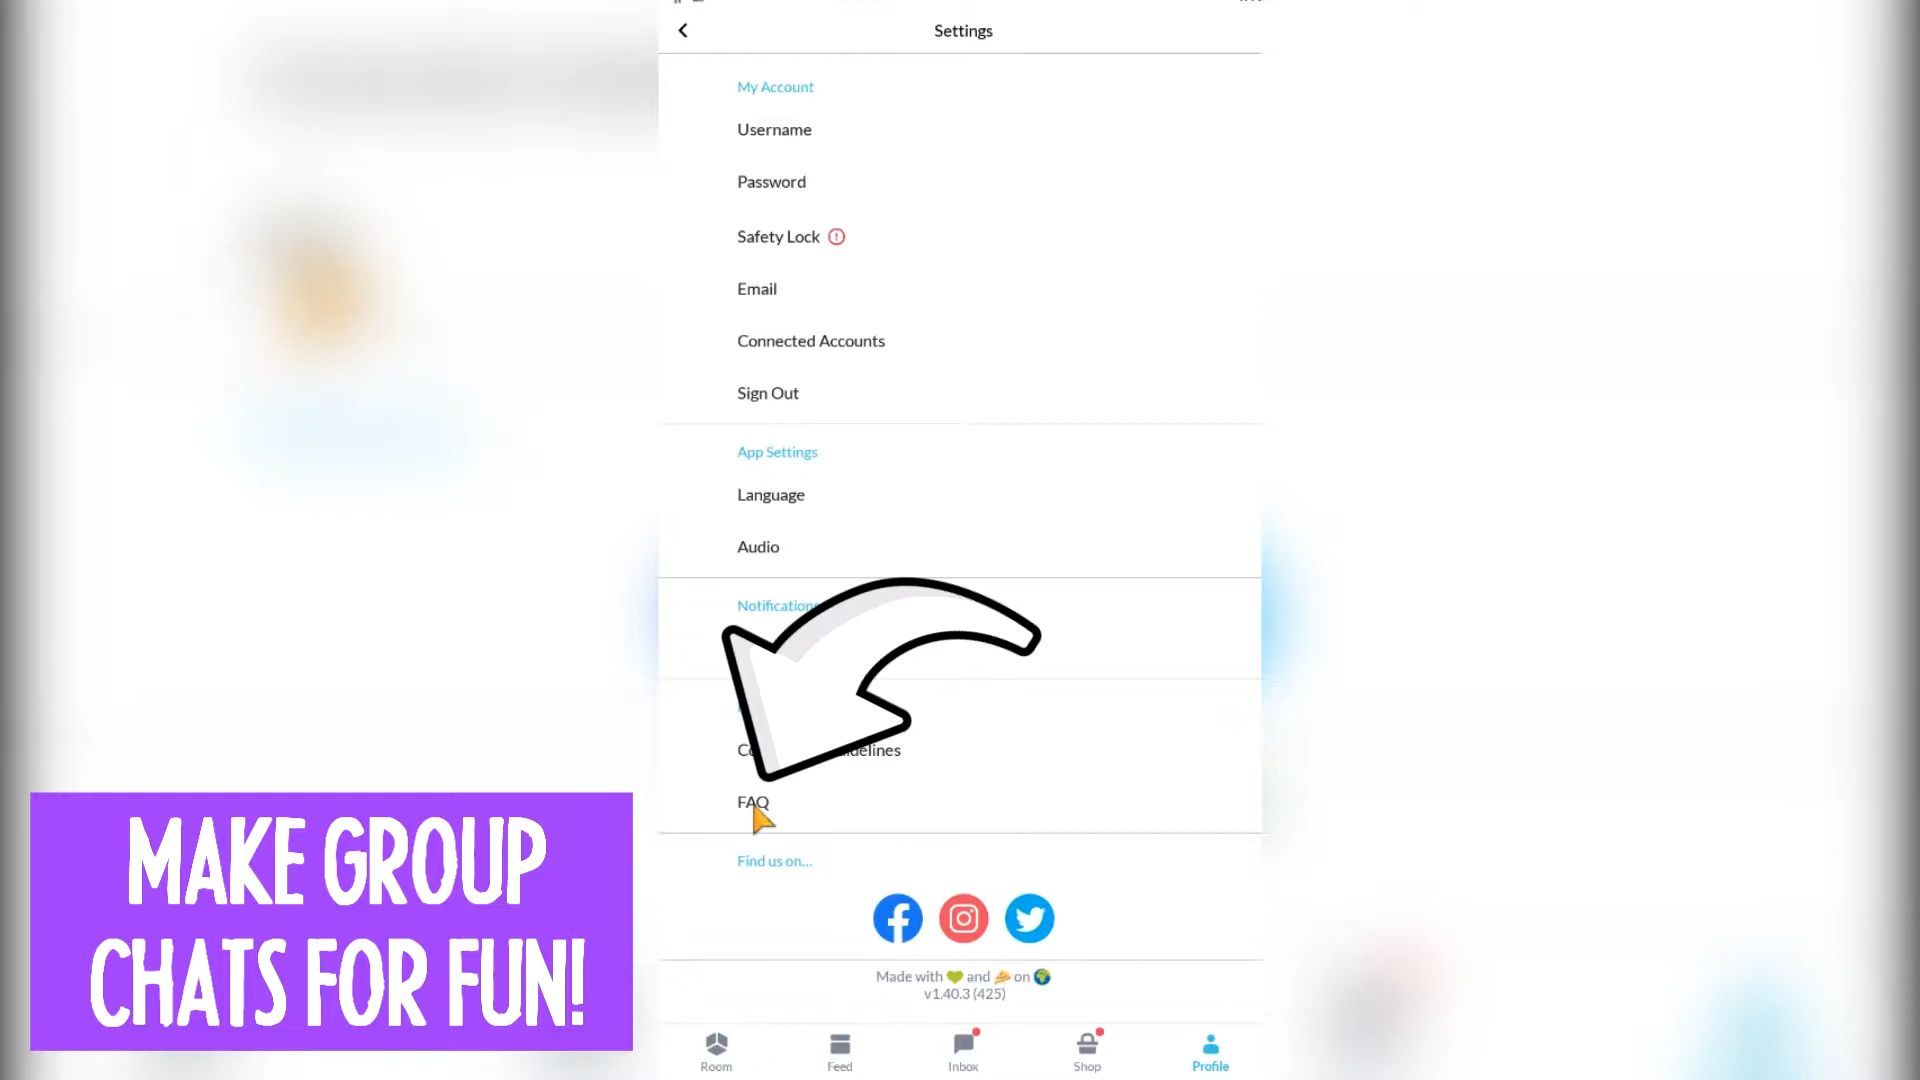 Settings
My Account
Username
Password
Safety Lock
Email
Connected Accounts
Sign Out
App Settings
Language
Audio
Notifications
FAQ
Find us on...
Made with 💚 and 🥧 on 🌍
v1.40.3 (425)
Room
Feed
Inbox
Shop
Profile
MAKE GROUP
CHATS FOR FUN!